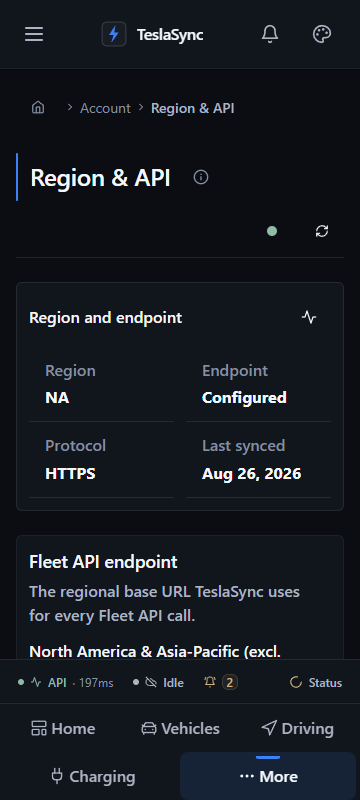 TeslaSync
Account
Region & API
Region & API
Region and endpoint
Region
NA
Endpoint
Configured
Protocol
HTTPS
Last synced
Aug 26, 2026
Fleet API endpoint
The regional base URL TeslaSync uses
for every Fleet API call.
North America & Asia-Pacific (excl.
API · 197ms
Idle
2
Status
Home
Vehicles
Driving
Charging
More